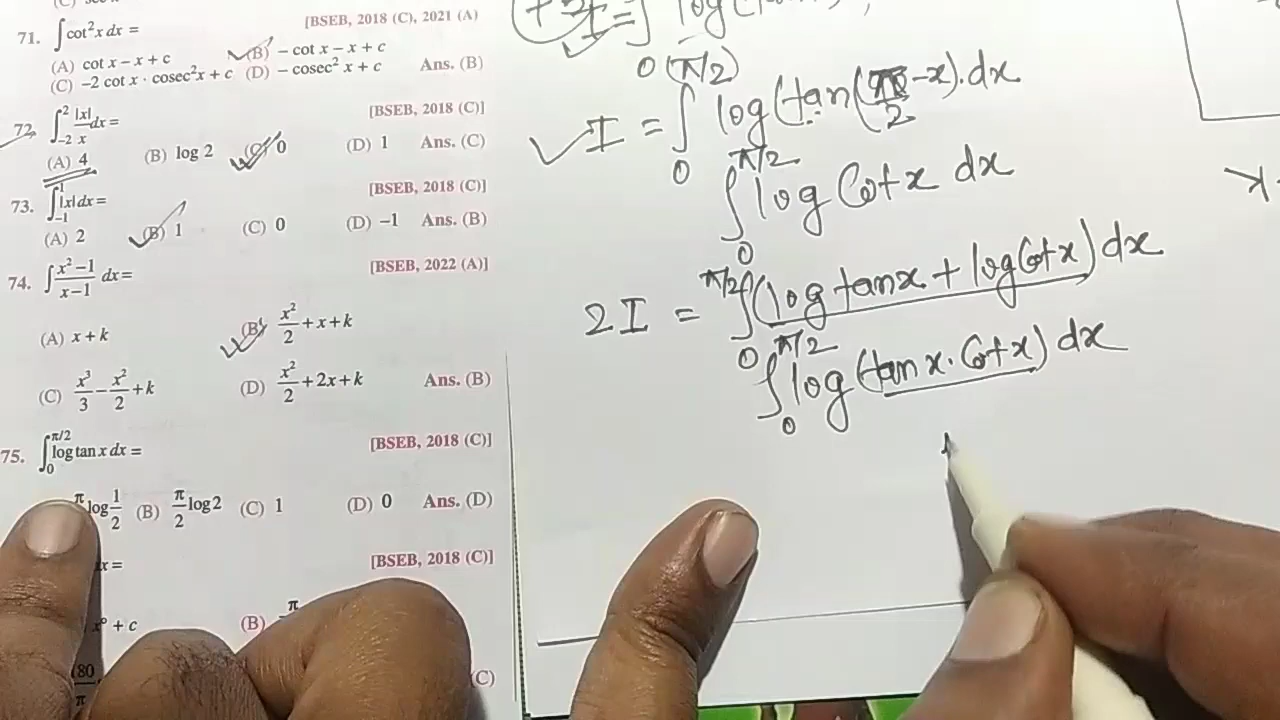 71. ∫cot²x dx = [BSEB, 2018 (C), 2021 (A)
(A) cot x – x + c (B) – cot x – x + c
(C) –2 cot x · cosec²x + c (D) – cosec² x + c Ans. (B)
72. ∫₋₂² |x|/x dx = [BSEB, 2018 (C)]
(A) 4 (B) log 2 (C) 0 (D) 1 Ans. (C)
73. ∫₋₁¹ |x| dx = [BSEB, 2018 (C)]
(A) 2 (B) 1 (C) 0 (D) –1 Ans. (B)
74. ∫ (x² – 1)/(x – 1) dx = [BSEB, 2022 (A)]
(A) x + k (B) x²/2 + x + k
(C) x³/3 – x²/2 + k (D) x²/2 + 2x + k Ans. (B)
75. ∫₀^(π/2) log tan x dx = [BSEB, 2018 (C)]
π log 1/2 (B) π/2 log 2 (C) 1 (D) 0 Ans. (D)
x = [BSEB, 2018 (C)]
x° + c (B) π
180/π C)
I = ∫ log (
0
I = ∫₀^(π/2) log(tan(π/2 – x). dx
∫₀^(π/2) log Cot x dx
2I = ∫₀^(π/2) (log tan x + log Cot x) dx
∫₀^(π/2) log (tan x . Cot x) dx